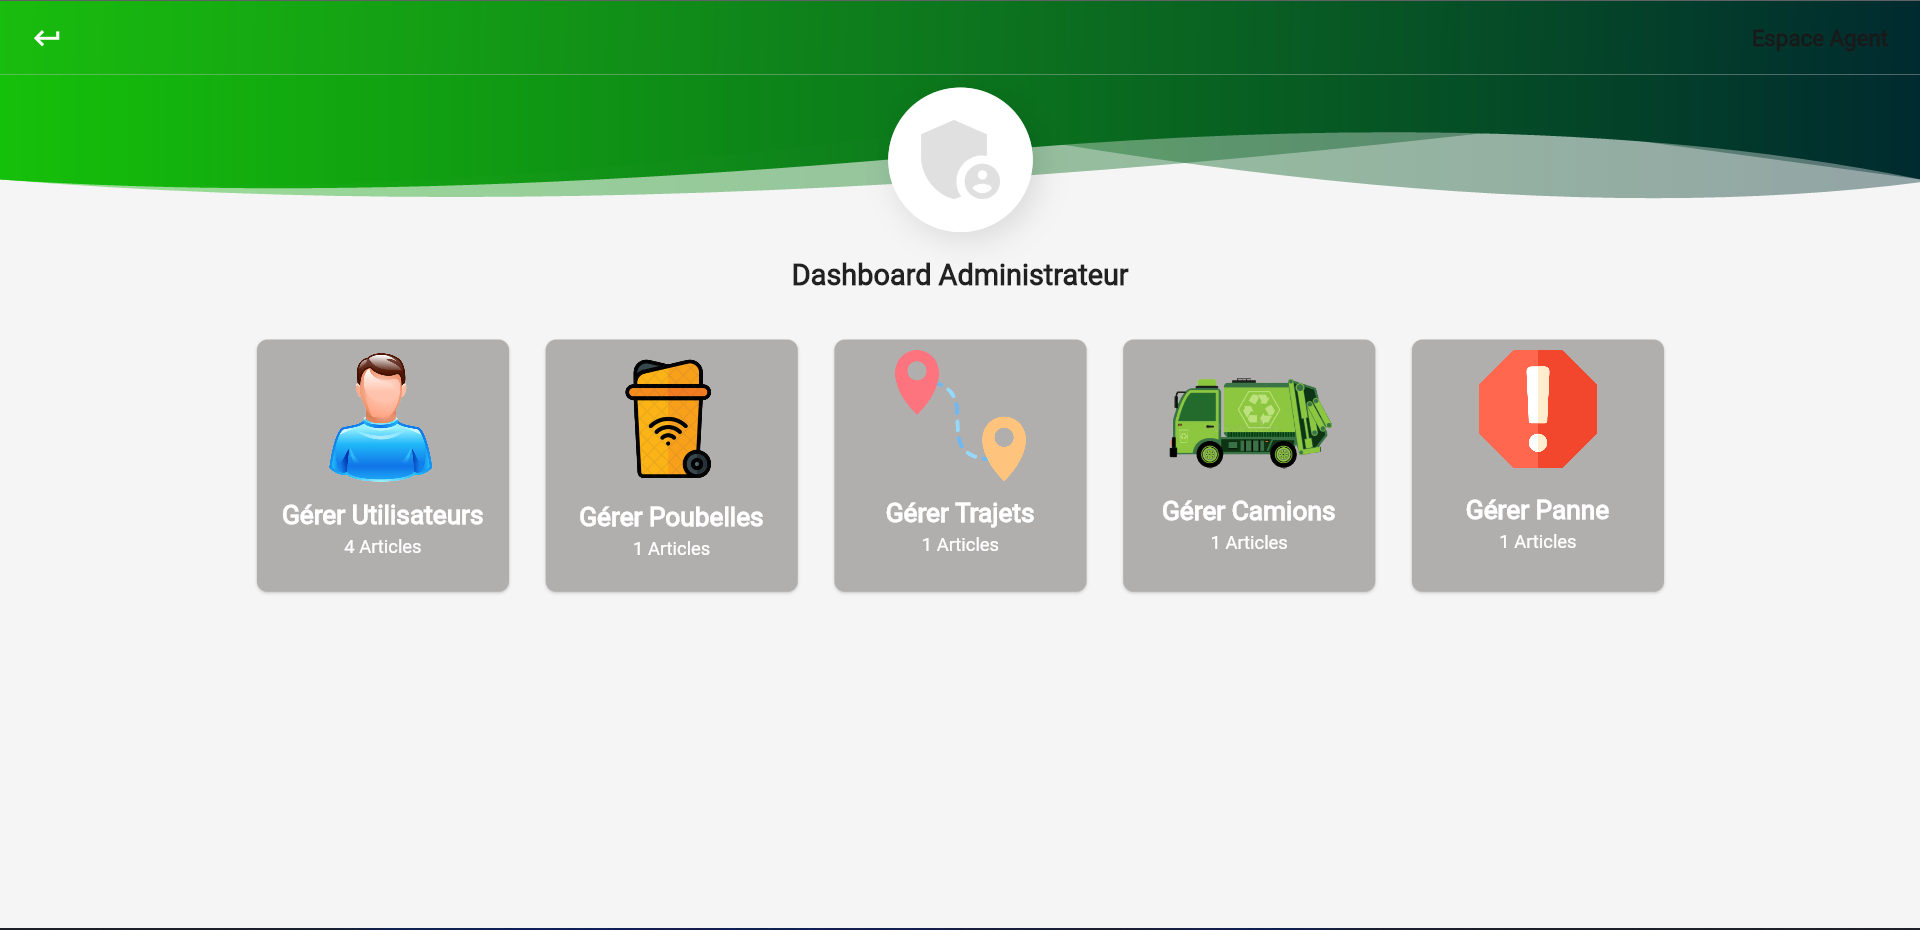 Espace Agent
Dashboard Administrateur
Gérer Utilisateurs
4 Articles
Gérer Poubelles
1 Articles
Gérer Trajets
1 Articles
Gérer Camions
1 Articles
Gérer Panne
1 Articles